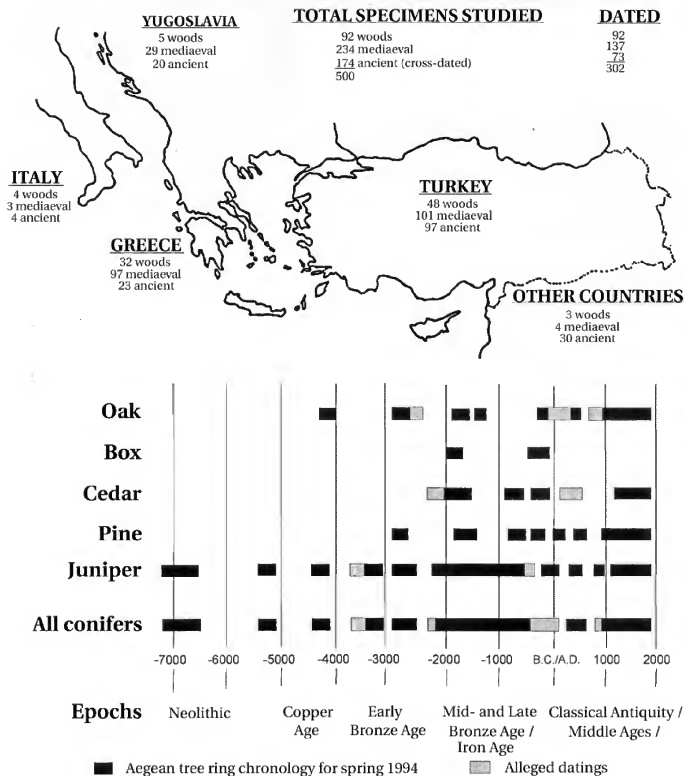 YUGOSLAVIA
5 woods
29 mediaeval
20 ancient
TOTAL SPECIMENS STUDIED
92 woods
234 mediaeval
174 ancient (cross-dated)
500
DATED
92
137
73
302
ITALY
4 woods
3 mediaeval
4 ancient
GREECE
32 woods
97 mediaeval
23 ancient
TURKEY
48 woods
101 mediaeval
97 ancient
OTHER COUNTRIES
3 woods
4 mediaeval
30 ancient
Oak
Box
Cedar
Pine
Juniper
All conifers
-7000 -6000 -5000 -4000 -3000 -2000 -1000 B.C./A.D. 1000 2000
Epochs
Neolithic
Copper
Age
Early
Bronze Age
Mid- and Late
Bronze Age /
Iron Age
Classical Antiquity /
Middle Ages /
Aegean tree ring chronology for spring 1994
Alleged datings